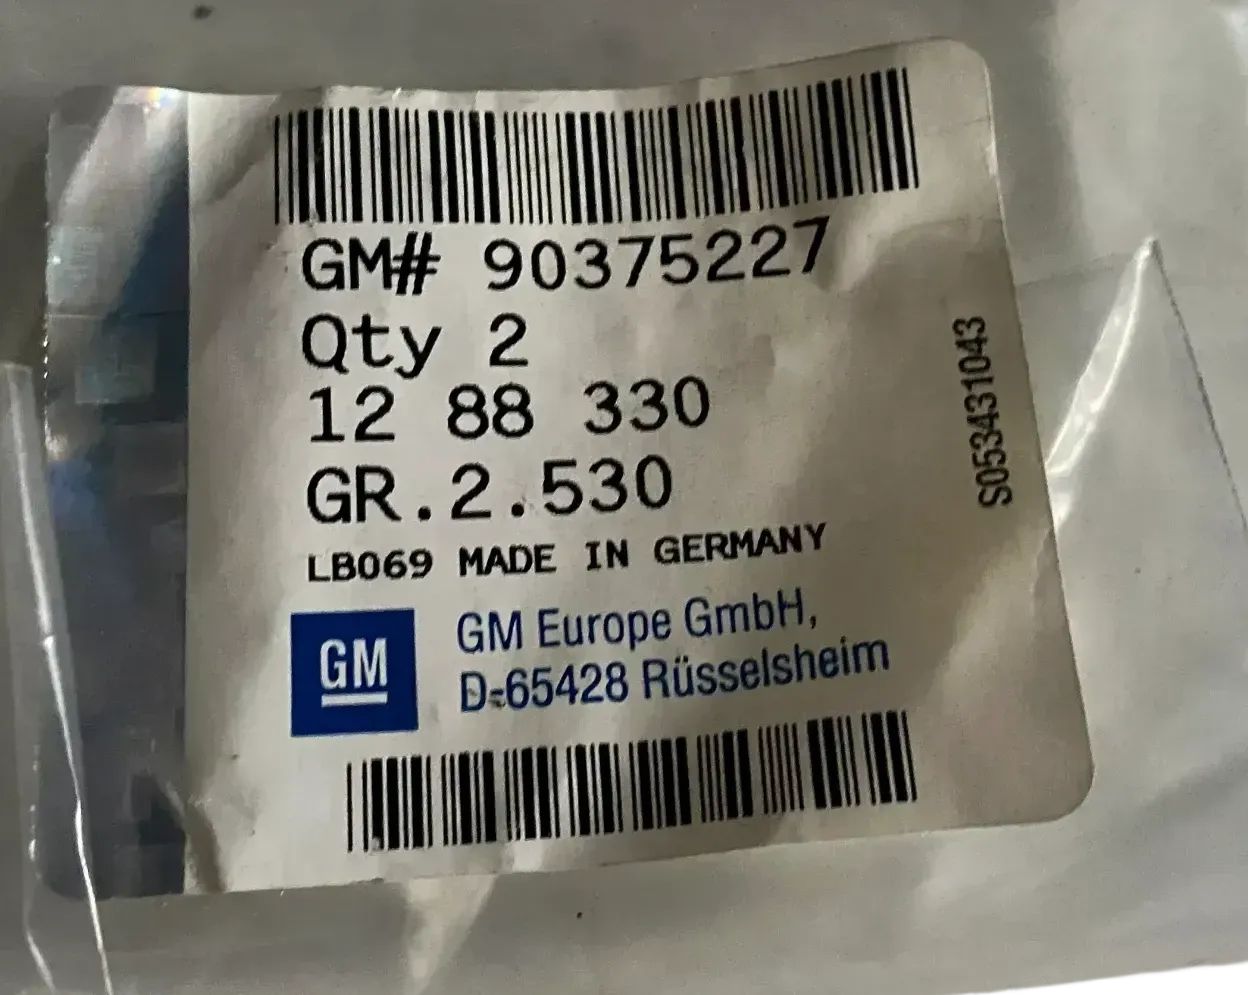 GM# 90375227
Qty 2
12 88 330
GR.2.530
LB069 MADE IN GERMANY
GM
GM Europe GmbH,
D-65428 Rüsselsheim
S053431043